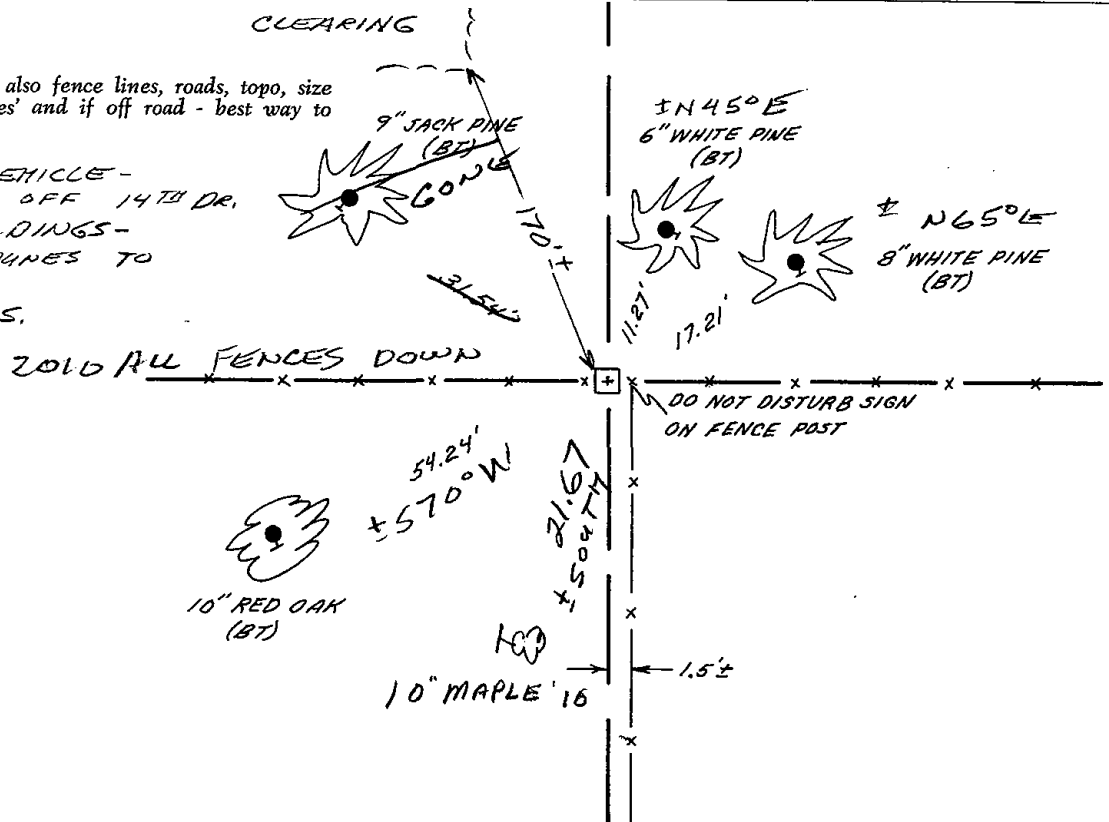 CLEARING
also fence lines, roads, topo, size
es' and if off road - best way to
EHICLE -
OFF 14TH DR.
DINGS -
TO
S.
9" JACK PINE
(BT)
GONE
170'±
±N45°E
6" WHITE PINE
(BT)
± N65°E
8" WHITE PINE
(BT)
31.54'
11.27'
17.21'
2010 ALL FENCES DOWN
DO NOT DISTURB SIGN
ON FENCE POST
54.24'
±S70°W
21.67
± SOUTH
10" RED OAK
(BT)
10" MAPLE '10
1.5'±